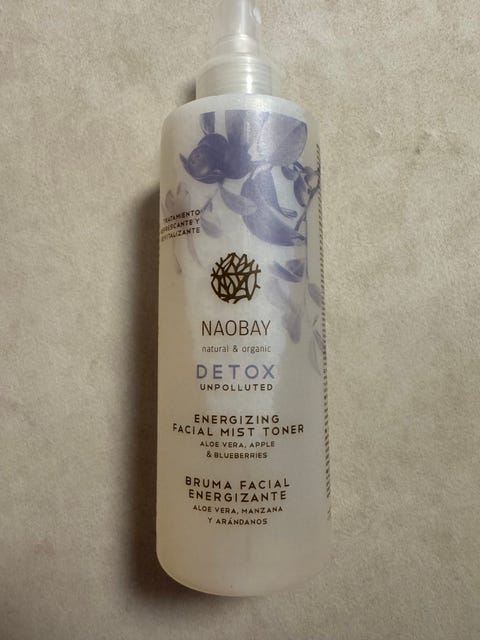 TRATAMIENTO
REFRESCANTE Y
REVITALIZANTE
NAOBAY
natural & organic
DETOX
UNPOLLUTED
ENERGIZING
FACIAL MIST TONER
ALOE VERA, APPLE
& BLUEBERRIES
BRUMA FACIAL
ENERGIZANTE
ALOE VERA, MANZANA
Y ARÁNDANOS